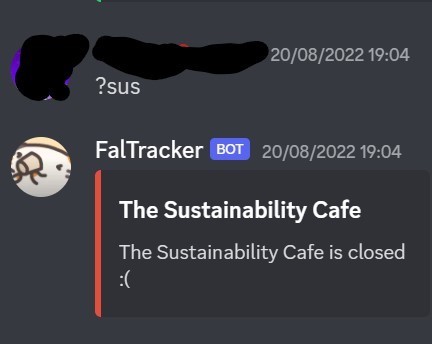 20/08/2022 19:04
?sus
FalTracker BOT 20/08/2022 19:04
The Sustainability Cafe
The Sustainability Cafe is closed
:(